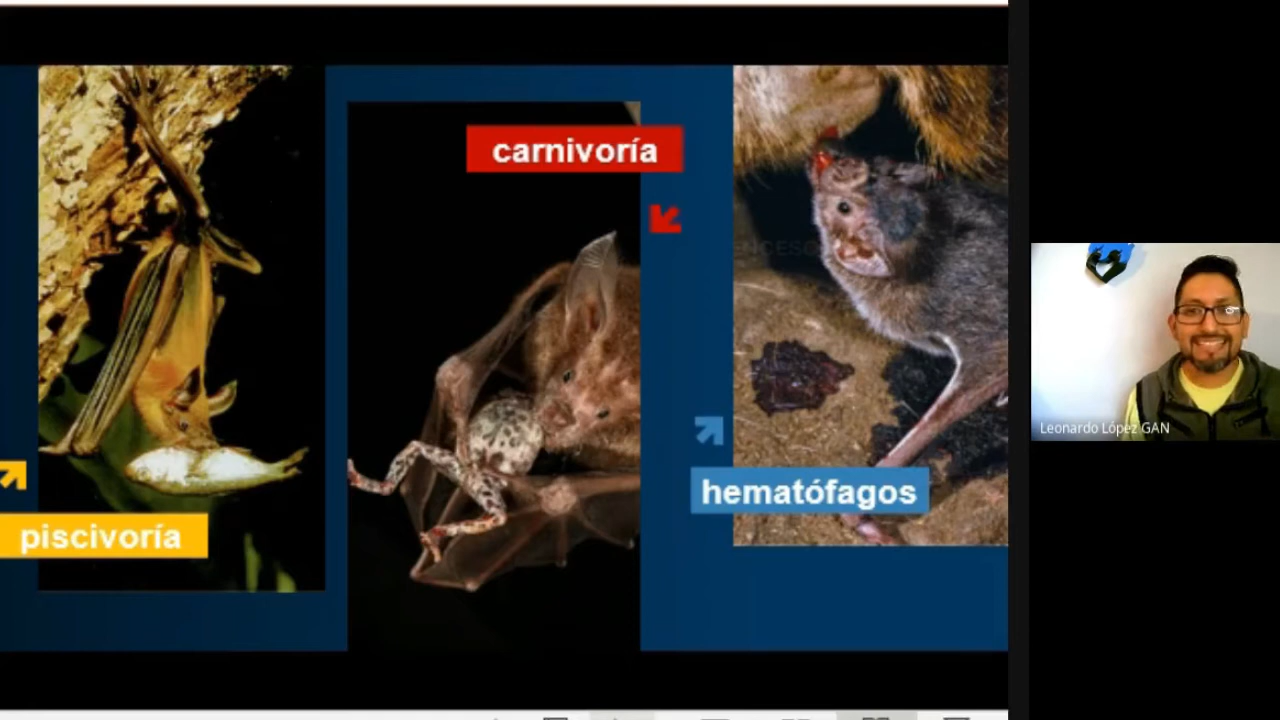 carnivoría
hematófagos
piscivoría
Leonardo López GAN